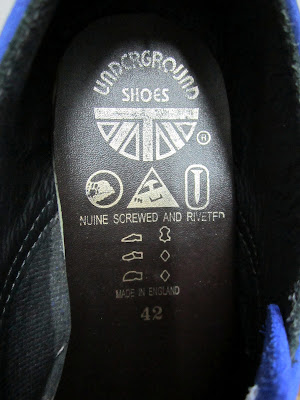 UNDERGROUND
SHOES
®
NUINE SCREWED AND RIVETED
MADE IN ENGLAND
42